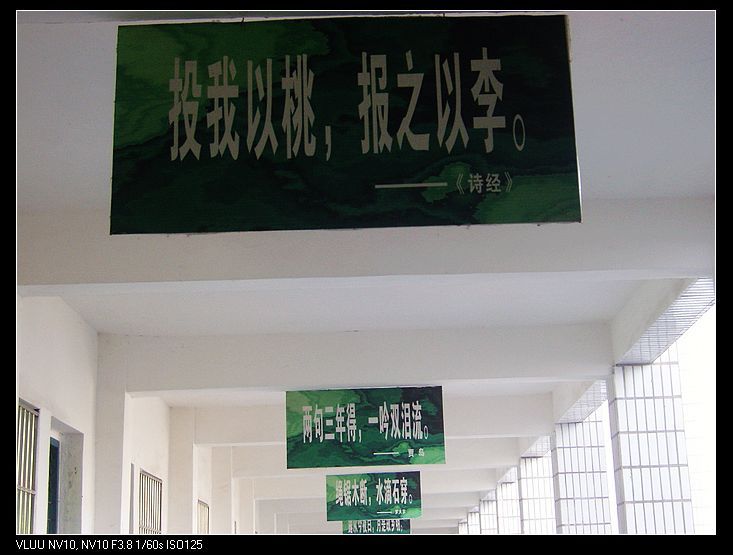 投我以桃，报之以李。
——《诗经》
两句三年得，一吟双泪流。
—— 贾岛
绳锯木断，水滴石穿。
VLUU NV10, NV10 F3.8 1/60s ISO125